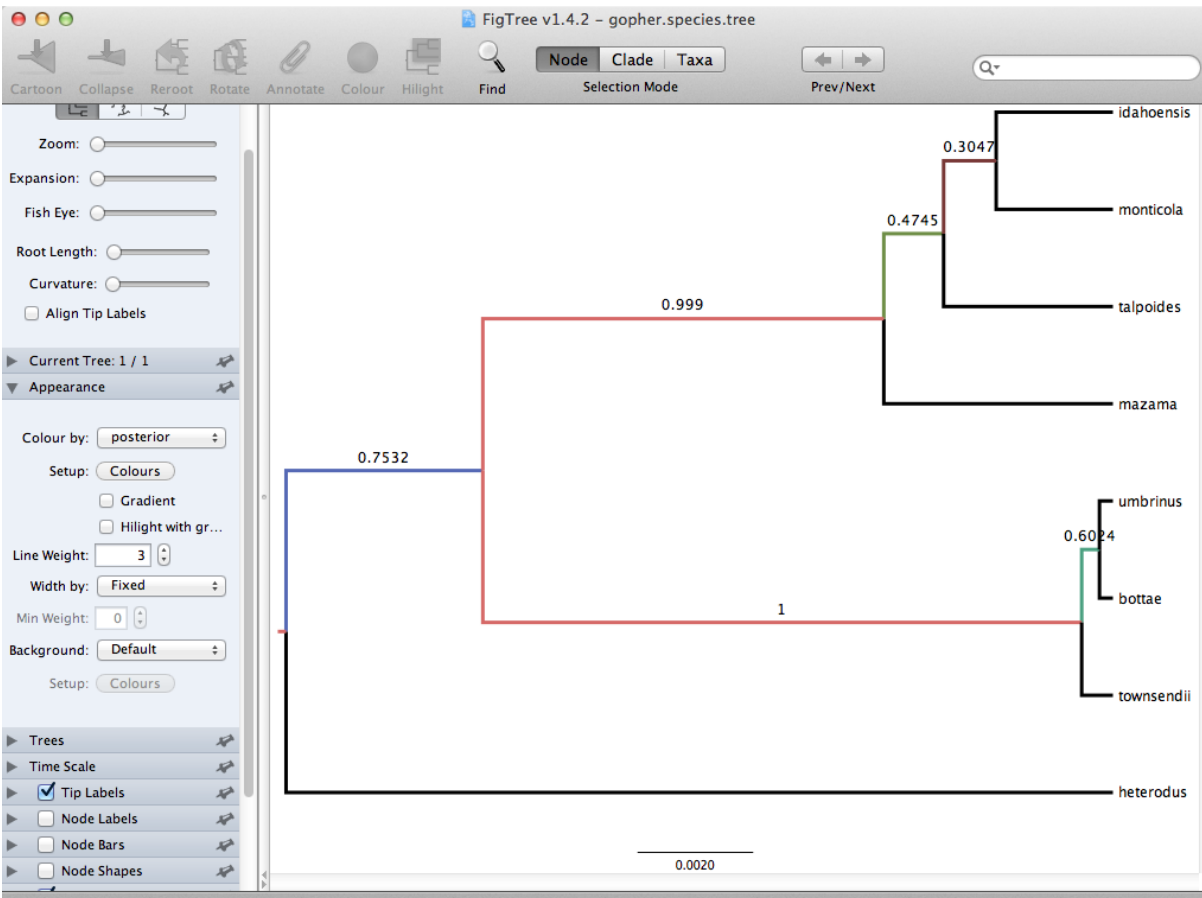 FigTree v1.4.2 – gopher.species.tree
Cartoon Collapse Reroot Rotate Annotate Colour Hilight Find
Node Clade Taxa
Selection Mode
Prev/Next
Zoom:
Expansion:
Fish Eye:
Root Length:
Curvature:
Align Tip Labels
Current Tree: 1 / 1
Appearance
Colour by: posterior
Setup: Colours
Gradient
Hilight with gr...
Line Weight: 3
Width by: Fixed
Min Weight: 0
Background: Default
Setup: Colours
Trees
Time Scale
Tip Labels
Node Labels
Node Bars
Node Shapes
idahoensis
0.3047
monticola
0.4745
talpoides
0.999
mazama
0.7532
umbrinus
0.6024
bottae
1
townsendii
heterodus
0.0020